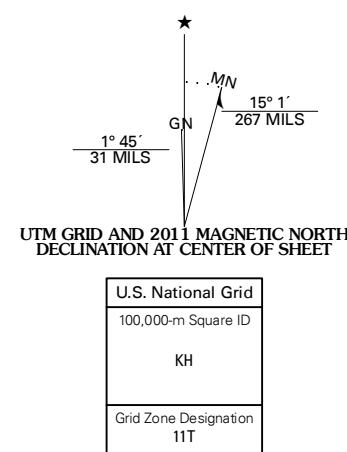 ★
MN
GN
15° 1´
267 MILS
1° 45´
31 MILS
UTM GRID AND 2011 MAGNETIC NORTH
DECLINATION AT CENTER OF SHEET
U.S. National Grid
100,000-m Square ID
KH
Grid Zone Designation
11T